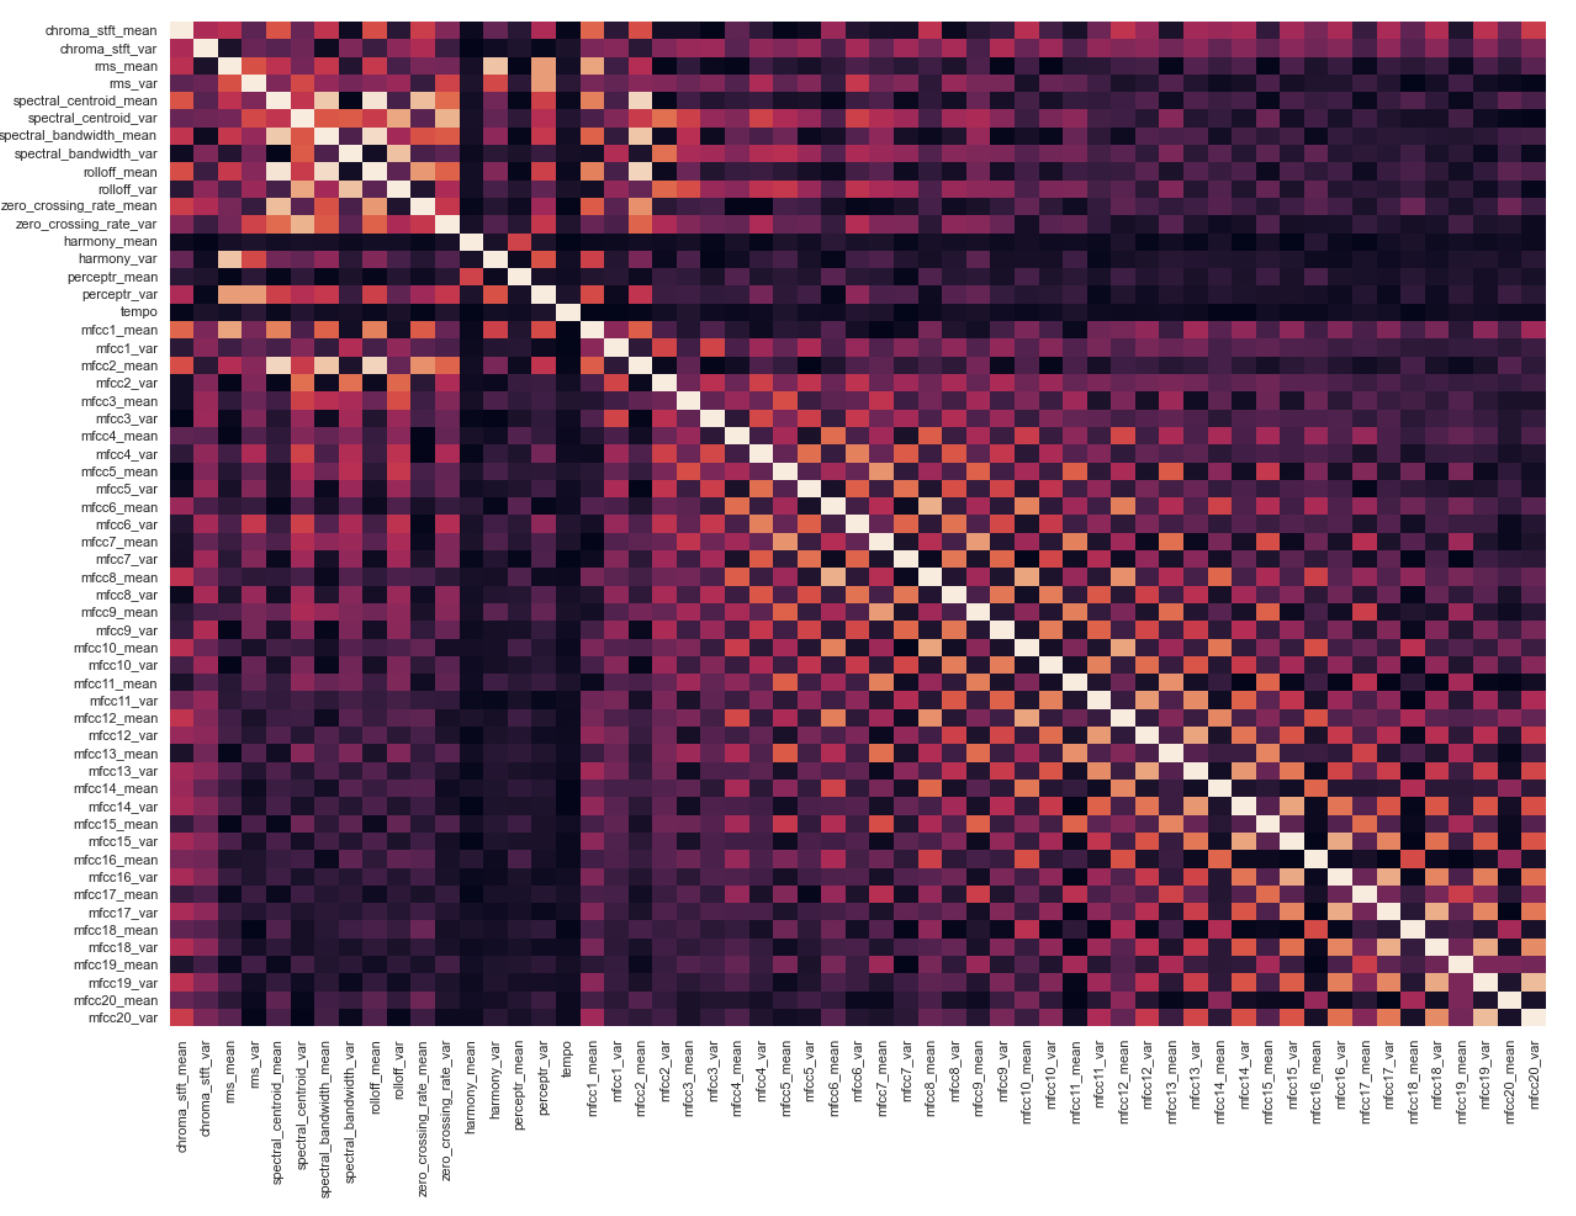 chroma_stft_mean
chroma_stft_var
rms_mean
rms_var
spectral_centroid_mean
spectral_centroid_var
spectral_bandwidth_mean
spectral_bandwidth_var
rolloff_mean
rolloff_var
zero_crossing_rate_mean
zero_crossing_rate_var
harmony_mean
harmony_var
perceptr_mean
perceptr_var
tempo
mfcc1_mean
mfcc1_var
mfcc2_mean
mfcc2_var
mfcc3_mean
mfcc3_var
mfcc4_mean
mfcc4_var
mfcc5_mean
mfcc5_var
mfcc6_mean
mfcc6_var
mfcc7_mean
mfcc7_var
mfcc8_mean
mfcc8_var
mfcc9_mean
mfcc9_var
mfcc10_mean
mfcc10_var
mfcc11_mean
mfcc11_var
mfcc12_mean
mfcc12_var
mfcc13_mean
mfcc13_var
mfcc14_mean
mfcc14_var
mfcc15_mean
mfcc15_var
mfcc16_mean
mfcc16_var
mfcc17_mean
mfcc17_var
mfcc18_mean
mfcc18_var
mfcc19_mean
mfcc19_var
mfcc20_mean
mfcc20_var
chroma_stft_mean
chroma_stft_var
rms_mean
rms_var
spectral_centroid_mean
spectral_centroid_var
spectral_bandwidth_mean
spectral_bandwidth_var
rolloff_mean
rolloff_var
zero_crossing_rate_mean
zero_crossing_rate_var
harmony_mean
harmony_var
perceptr_mean
perceptr_var
tempo
mfcc1_mean
mfcc1_var
mfcc2_mean
mfcc2_var
mfcc3_mean
mfcc3_var
mfcc4_mean
mfcc4_var
mfcc5_mean
mfcc5_var
mfcc6_mean
mfcc6_var
mfcc7_mean
mfcc7_var
mfcc8_mean
mfcc8_var
mfcc9_mean
mfcc9_var
mfcc10_mean
mfcc10_var
mfcc11_mean
mfcc11_var
mfcc12_mean
mfcc12_var
mfcc13_mean
mfcc13_var
mfcc14_mean
mfcc14_var
mfcc15_mean
mfcc15_var
mfcc16_mean
mfcc16_var
mfcc17_mean
mfcc17_var
mfcc18_mean
mfcc18_var
mfcc19_mean
mfcc19_var
mfcc20_mean
mfcc20_var